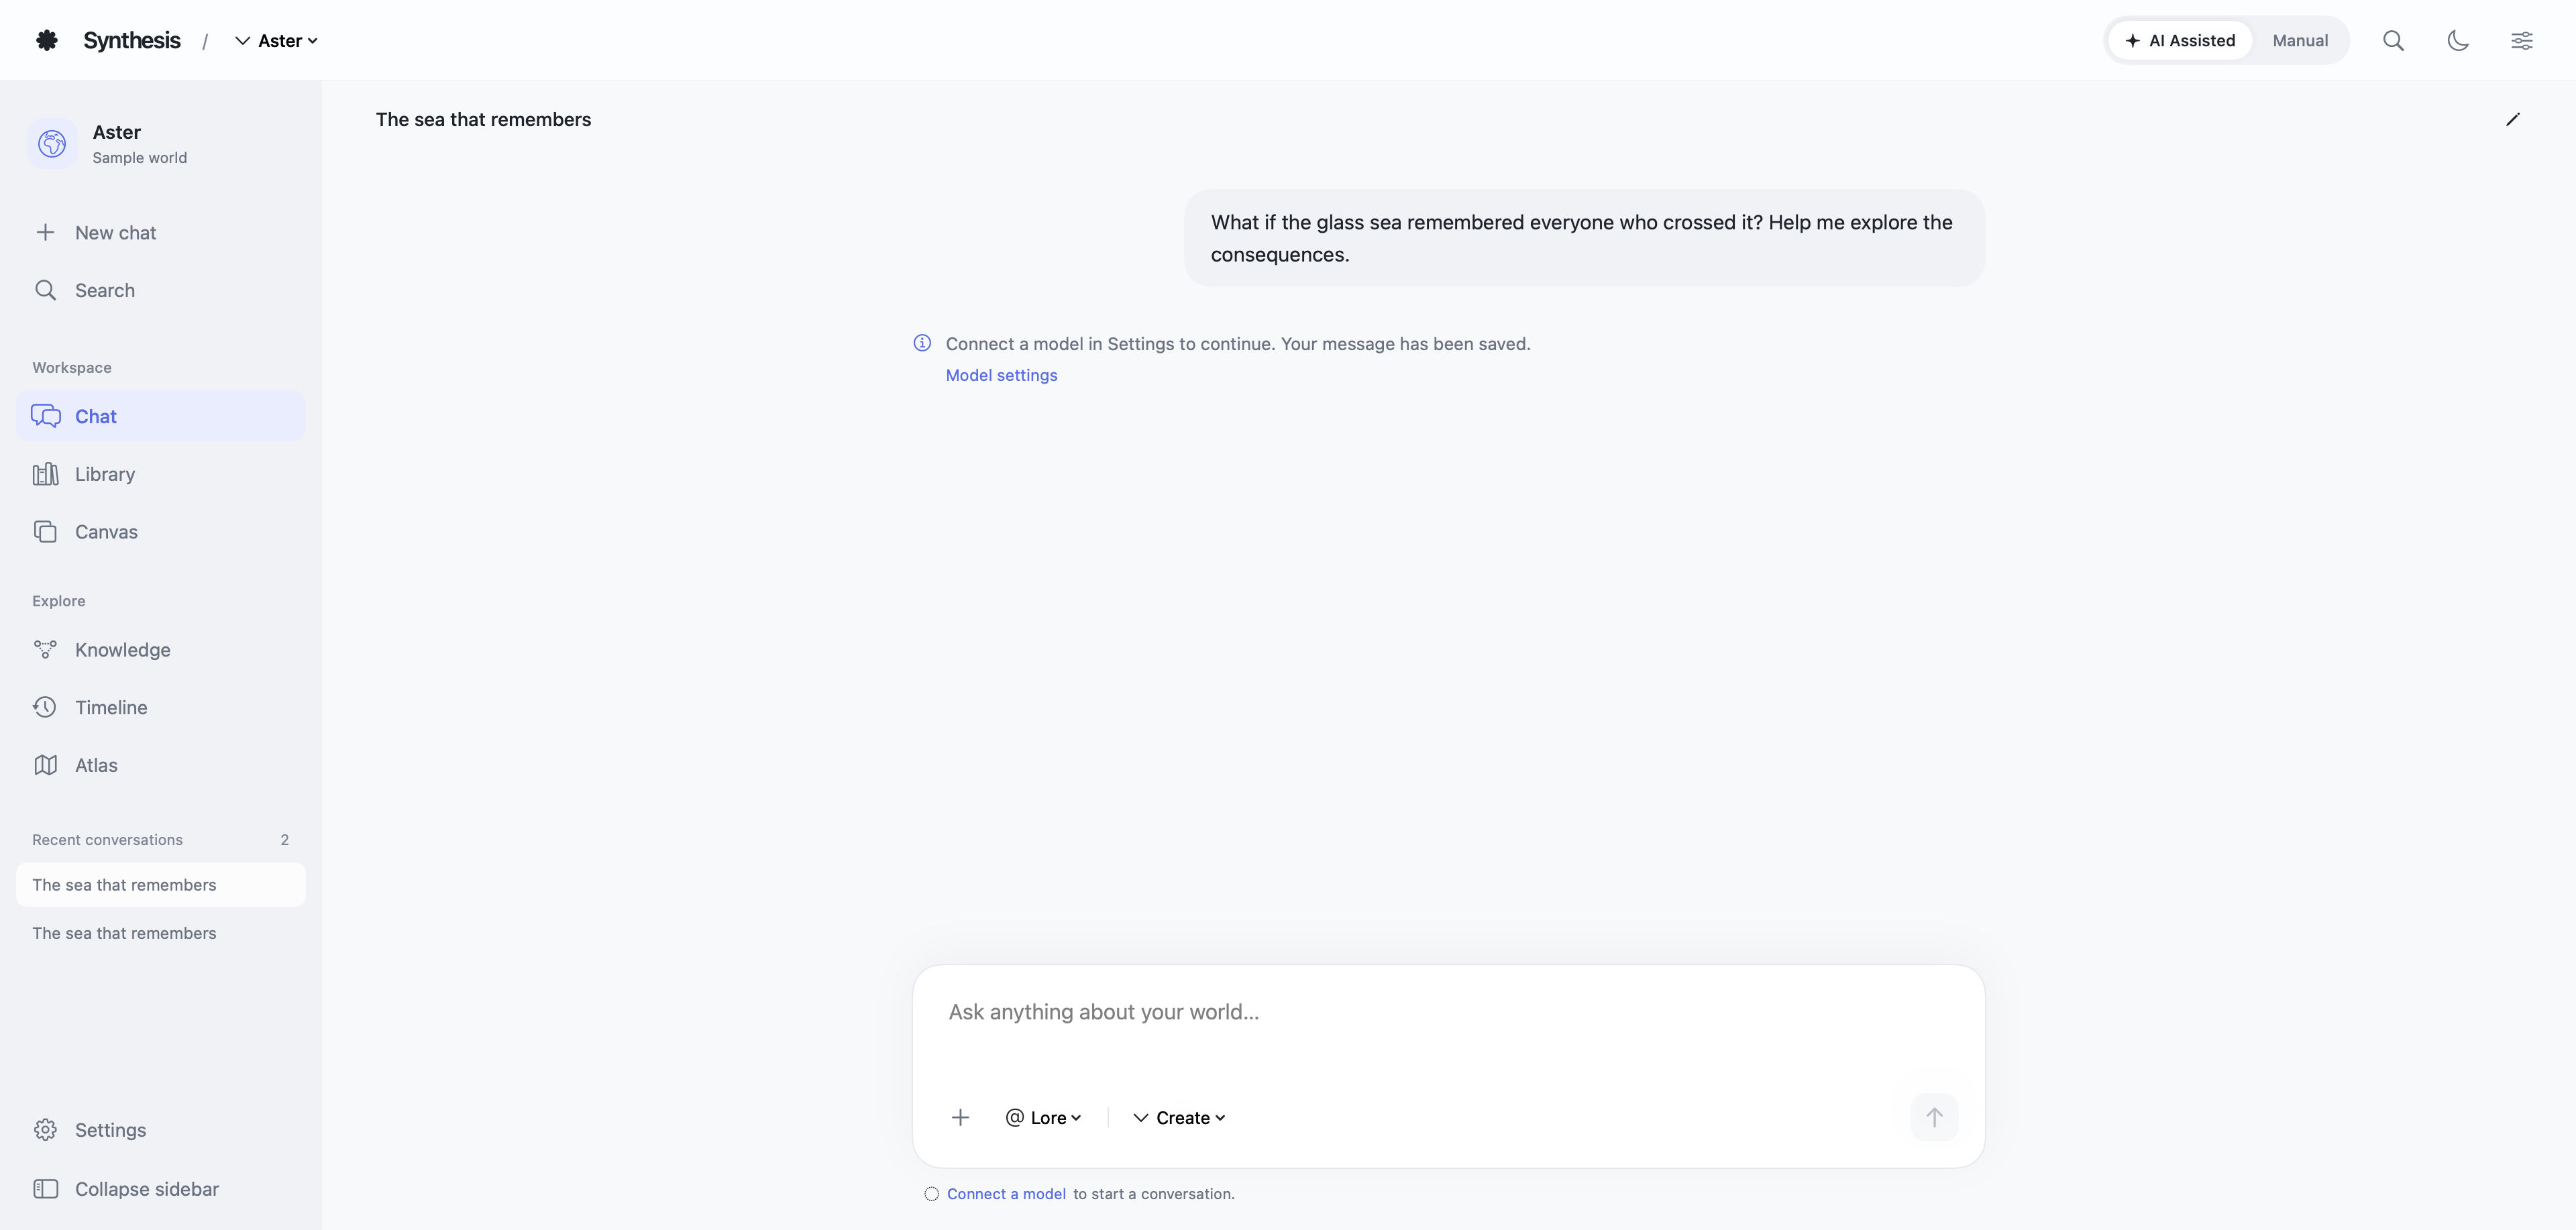 Synthesis / Aster
AI Assisted
Manual
Aster
Sample world
New chat
Search
Workspace
Chat
Library
Canvas
Explore
Knowledge
Timeline
Atlas
Recent conversations 2
The sea that remembers
The sea that remembers
Settings
Collapse sidebar
The sea that remembers
What if the glass sea remembered everyone who crossed it? Help me explore the
consequences.
Connect a model in Settings to continue. Your message has been saved.
Model settings
Ask anything about your world...
@ Lore
Create
Connect a model to start a conversation.